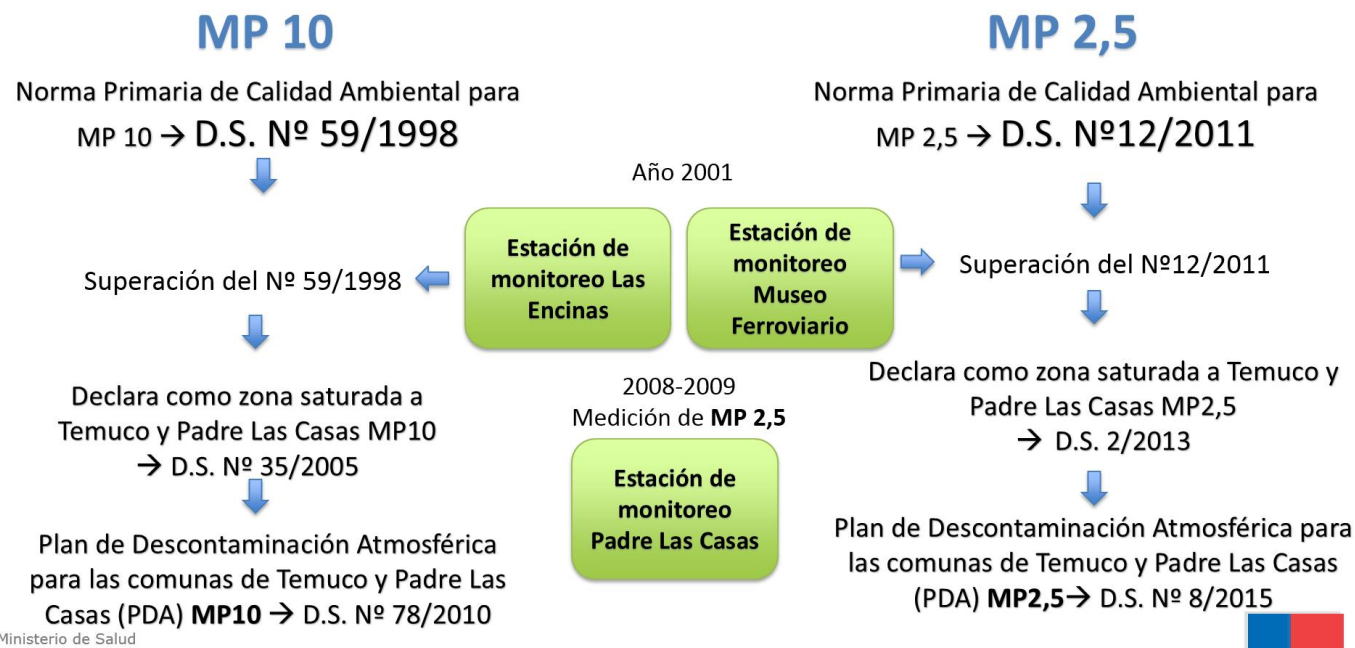 MP 10
Norma Primaria de Calidad Ambiental para
MP 10 → D.S. Nº 59/1998
Superación del Nº 59/1998
Declara como zona saturada a
Temuco y Padre Las Casas MP10
→ D.S. Nº 35/2005
Plan de Descontaminación Atmosférica
para las comunas de Temuco y Padre Las
Casas (PDA) MP10 → D.S. Nº 78/2010
Año 2001
Estación de
monitoreo Las
Encinas
Estación de
monitoreo
Museo
Ferroviario
2008-2009
Medición de MP 2,5
Estación de
monitoreo
Padre Las Casas
MP 2,5
Norma Primaria de Calidad Ambiental para
MP 2,5 → D.S. Nº12/2011
Superación del Nº12/2011
Declara como zona saturada a Temuco y
Padre Las Casas MP2,5
→ D.S. 2/2013
Plan de Descontaminación Atmosférica para
las comunas de Temuco y Padre Las Casas
(PDA) MP2,5→ D.S. Nº 8/2015
Ministerio de Salud